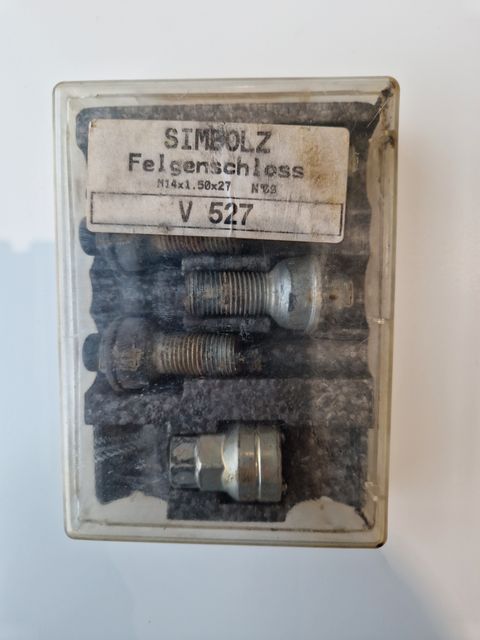 SIMBOLZ
Felgenschloss
M14x1.50x27
V 527